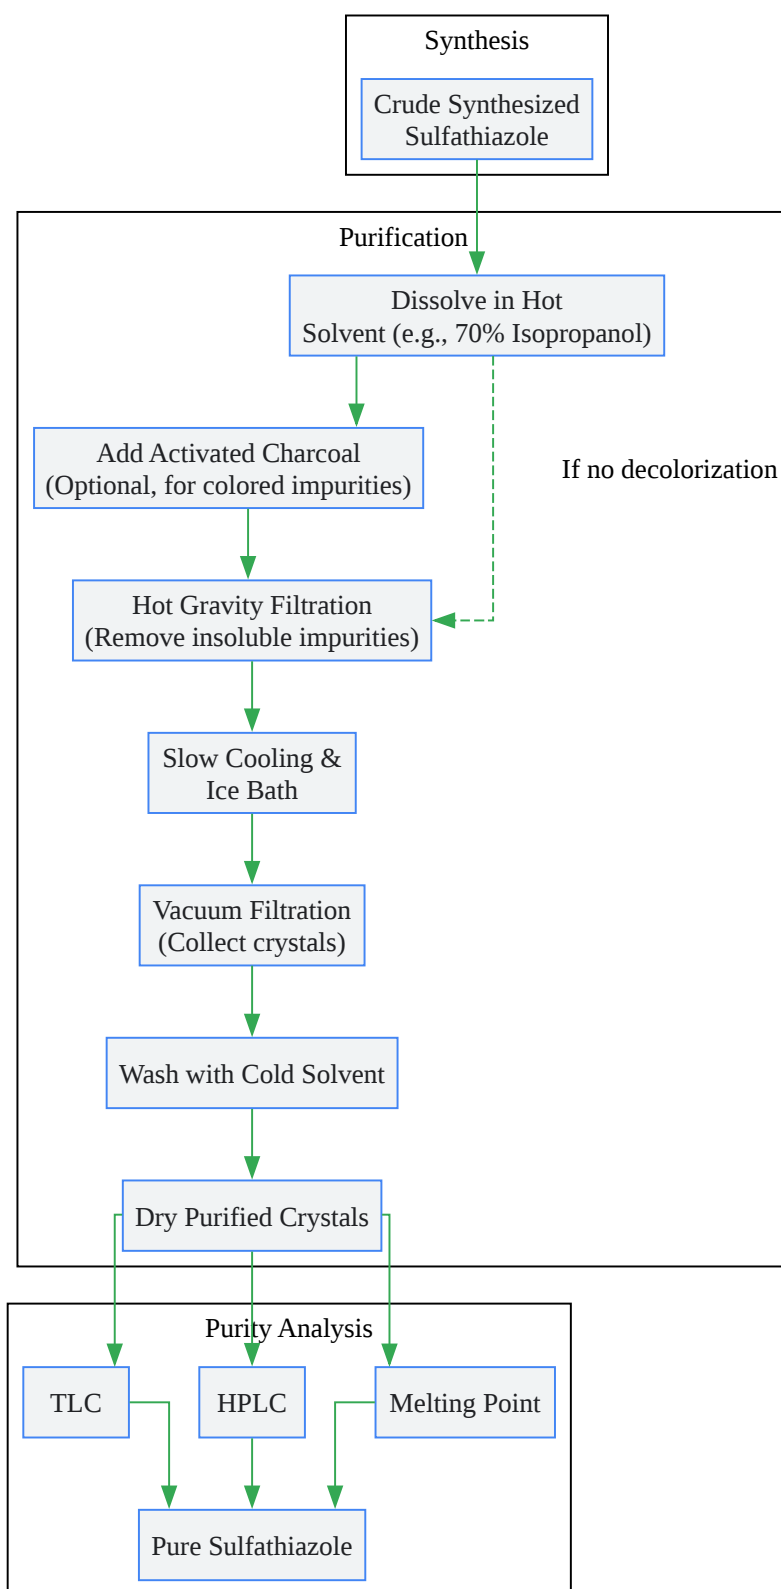 Synthesis
Crude Synthesized
Sulfathiazole
Purification
Dissolve in Hot
Solvent (e.g., 70% Isopropanol)
Add Activated Charcoal
(Optional, for colored impurities)
If no decolorization
Hot Gravity Filtration
(Remove insoluble impurities)
Slow Cooling &
Ice Bath
Vacuum Filtration
(Collect crystals)
Wash with Cold Solvent
Dry Purified Crystals
Purity Analysis
TLC
HPLC
Melting Point
Pure Sulfathiazole